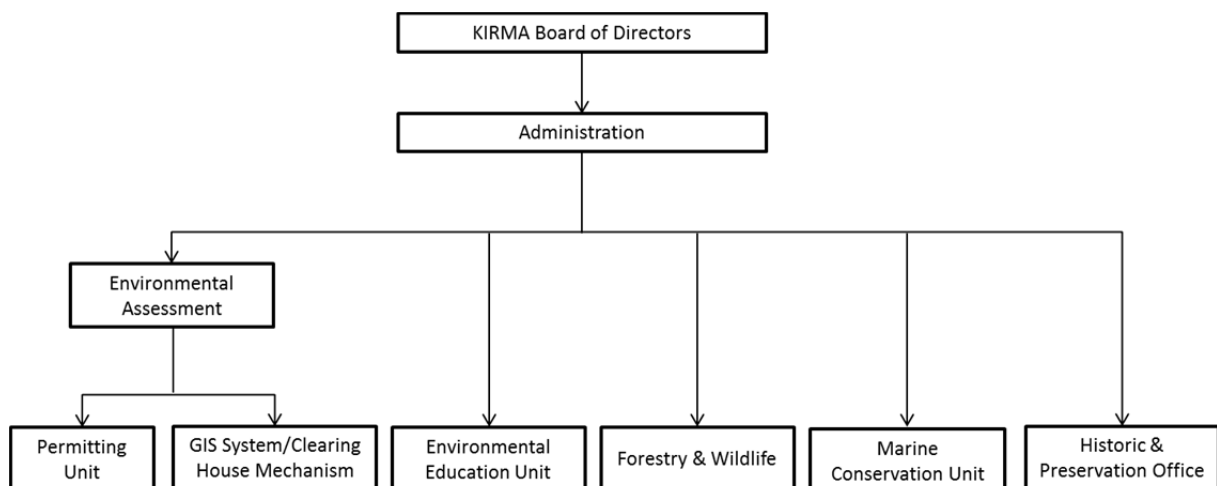 KIRMA Board of Directors
Administration
Environmental
Assessment
Permitting
Unit
GIS System/Clearing
House Mechanism
Environmental
Education Unit
Forestry & Wildlife
Marine
Conservation Unit
Historic &
Preservation Office